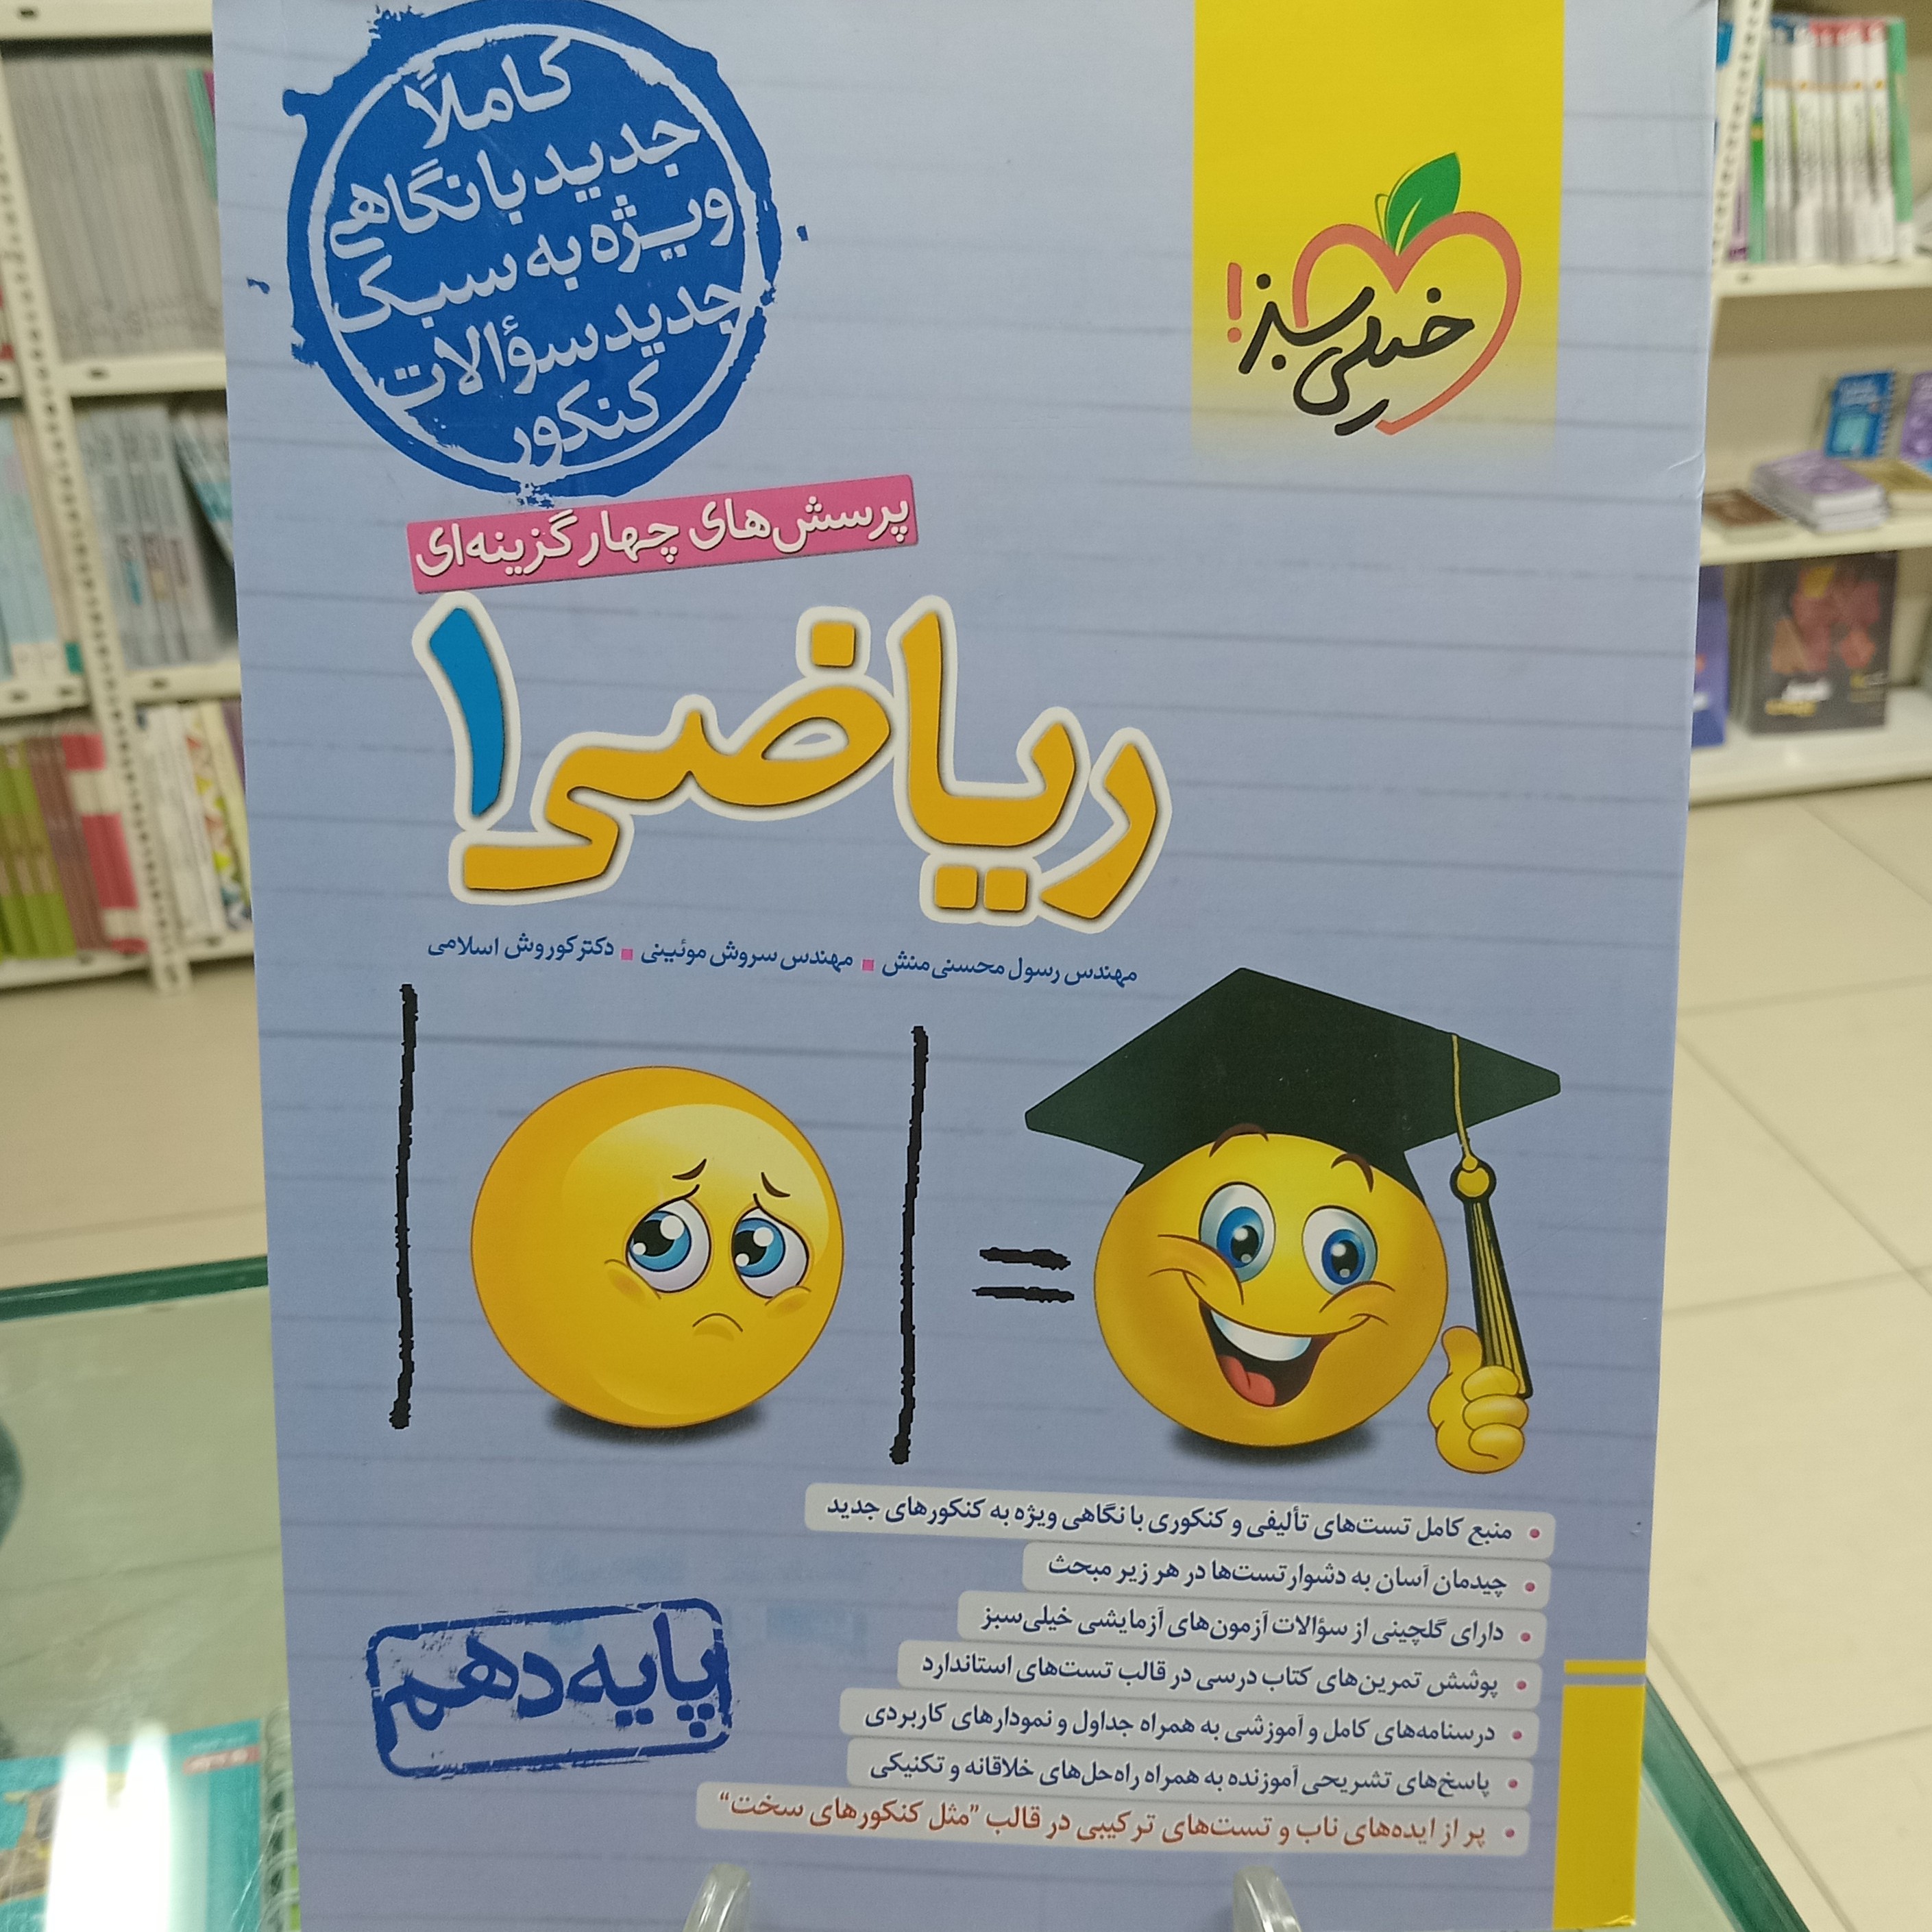 کاملاً
جدید با نگاهی
ویژه به سبک
جدید سؤالات
کنکور
خیلی سبز!
پرسش‌های چهارگزینه‌ای
ریاضی ۱
مهندس رسول محسنی‌منش ▪ مهندس سروش موئینی ▪ دکتر کوروش اسلامی
=
• منبع کامل تست‌های تألیفی و کنکوری با نگاهی ویژه به کنکورهای جدید
• چیدمان آسان به دشوار تست‌ها در هر زیر مبحث
• دارای گلچینی از سؤالات آزمون‌های آزمایشی خیلی‌سبز
• پوشش تمرین‌های کتاب درسی در قالب تست‌های استاندارد
• درسنامه‌های کامل و آموزشی به همراه جداول و نمودارهای کاربردی
• پاسخ‌های تشریحی آموزنده به همراه راه‌حل‌های خلاقانه و تکنیکی
• پر از ایده‌های ناب و تست‌های ترکیبی در قالب "مثل کنکورهای سخت"
پایه دهم